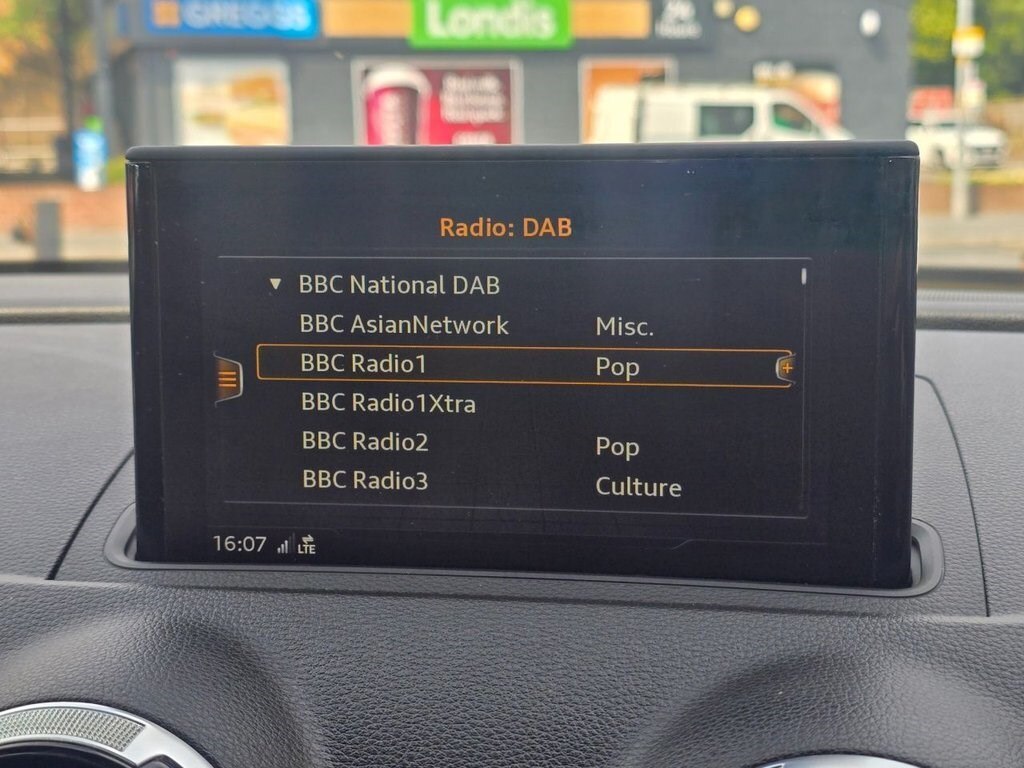 GREGGS
Londis
24
Radio: DAB
BBC National DAB
BBC AsianNetwork Misc.
BBC Radio1 Pop
BBC Radio1Xtra
BBC Radio2 Pop
BBC Radio3 Culture
16:07 LTE